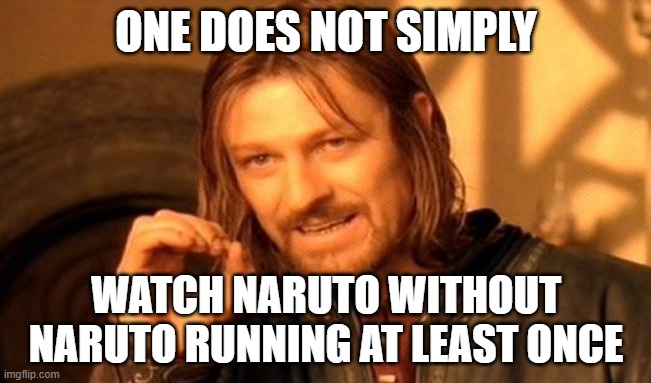 ONE DOES NOT SIMPLY
WATCH NARUTO WITHOUT
NARUTO RUNNING AT LEAST ONCE
imgflip.com